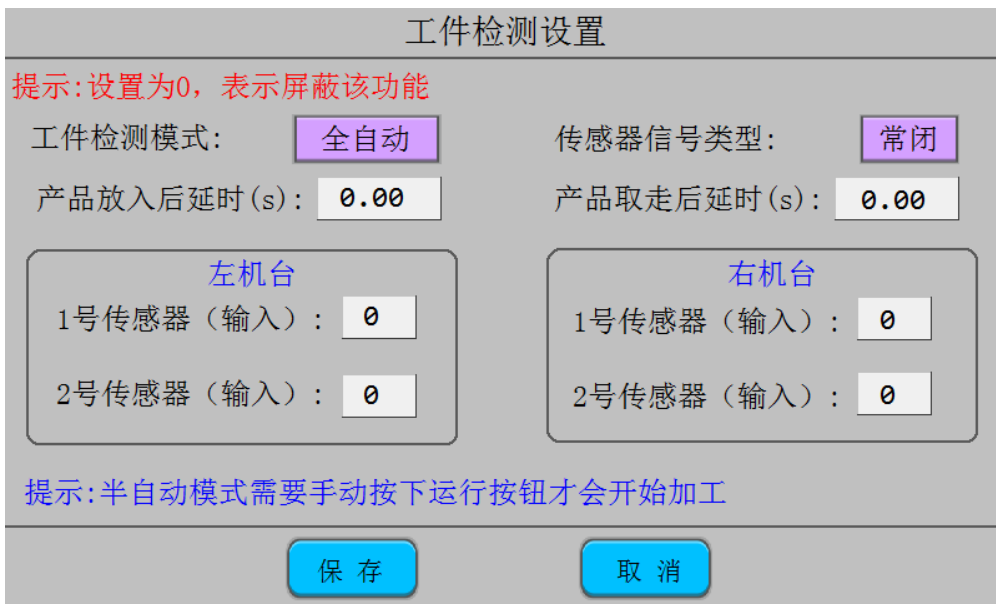 工件检测设置
提示:设置为0，表示屏蔽该功能
工件检测模式: 全自动 传感器信号类型: 常闭
产品放入后延时(s): 0.00 产品取走后延时(s): 0.00
左机台 右机台
1号传感器（输入）: 0 1号传感器（输入）: 0
2号传感器（输入）: 0 2号传感器（输入）: 0
提示:半自动模式需要手动按下运行按钮才会开始加工
保 存 取 消